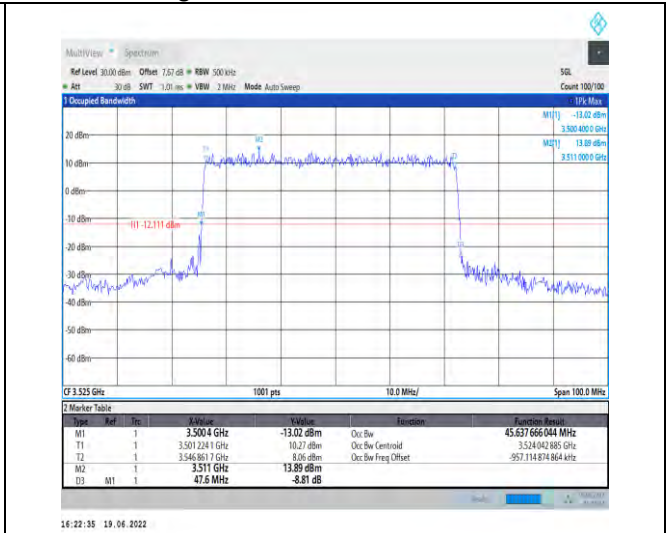 MultiView Spectrum
Ref Level 30.00 dBm Offset 7.67 dB RBW 500 kHz SGL
Att 30 dB SWT 1.01 ms VBW 2 MHz Mode Auto Sweep Count 100/100
1 Occupied Bandwidth 1Pk Max
M1[1] -13.02 dBm
3.500 400 0 GHz
M2[1] 13.89 dBm
3.511 000 0 GHz
20 dBm
M2
T1
T2
10 dBm
0 dBm
-10 dBm
M1
H1 -12.111 dBm
-20 dBm
D3
-30 dBm
-40 dBm
-50 dBm
-60 dBm
CF 3.525 GHz 1001 pts 10.0 MHz/ Span 100.0 MHz
2 Marker Table
Type Ref Trc X-Value Y-Value Function Function Result
M1 1 3.5004 GHz -13.02 dBm Occ Bw 45.637 666 044 MHz
T1 1 3.501 224 1 GHz 10.27 dBm Occ Bw Centroid 3.524 042 885 GHz
T2 1 3.546 861 7 GHz 8.06 dBm Occ Bw Freq Offset -957.114 874 864 kHz
M2 1 3.511 GHz 13.89 dBm
D3 M1 1 47.6 MHz -8.81 dB
16:22:35 19.06.2022